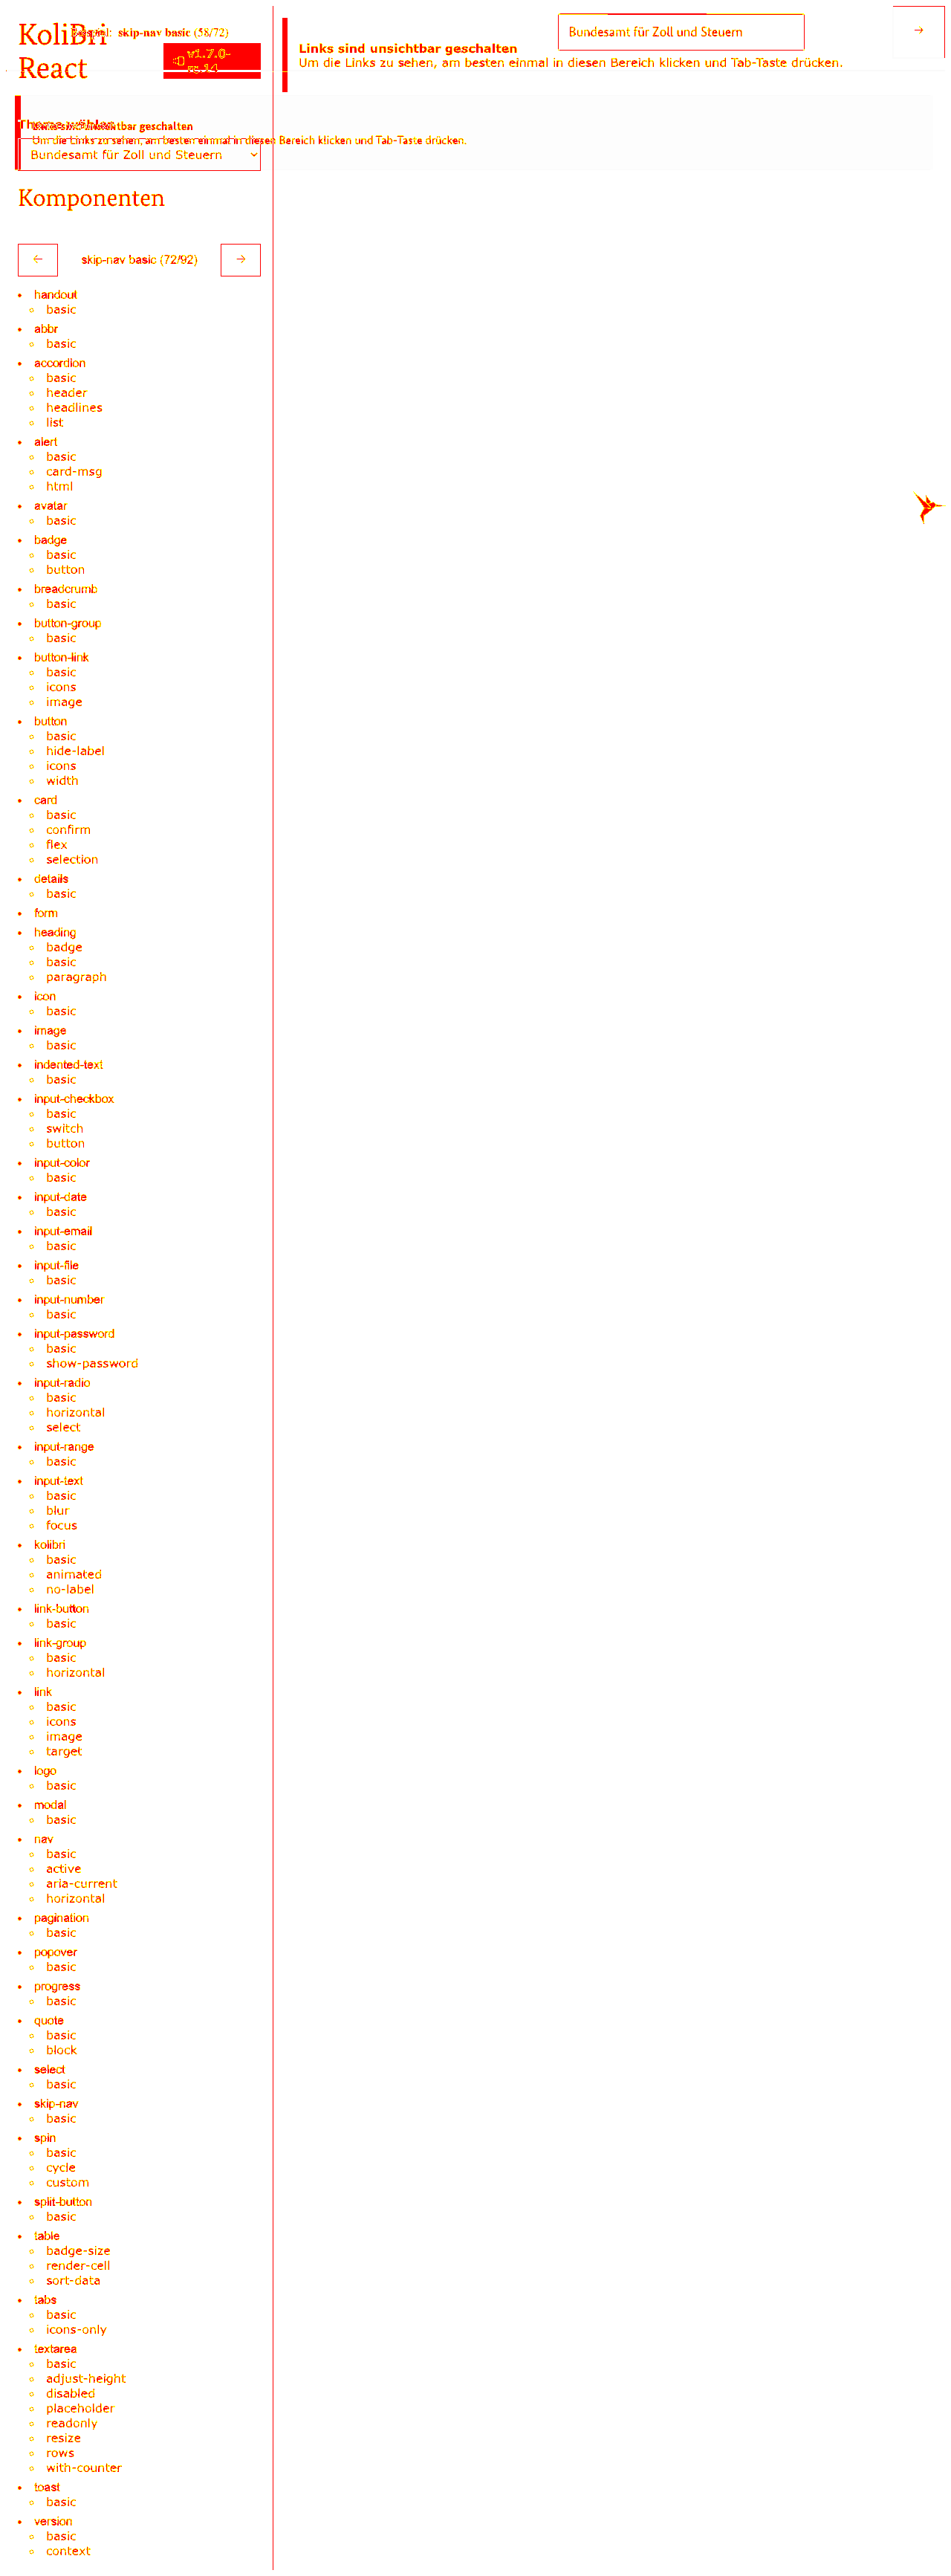 KoliBri
React
Beispiel: skip-nav basic (58/72)
v1.7.0-
Links sind unsichtbar geschalten
Um die Links zu sehen, am besten einmal in diesen Bereich klicken und Tab-Taste drücken.
Bundesamt für Zoll und Steuern
→
Theme wählen
Links sind unsichtbar geschalten
Um die Links zu sehen, am besten einmal in diesen Bereich klicken und Tab-Taste drücken.
Bundesamt für Zoll und Steuern
Komponenten
← skip-nav basic (72/92) →
handout
basic
abbr
basic
accordion
basic
header
headlines
list
alert
basic
card-msg
html
avatar
basic
badge
basic
button
breadcrumb
basic
button-group
basic
button-link
basic
icons
image
button
basic
hide-label
icons
width
card
basic
confirm
flex
selection
details
basic
form
heading
badge
basic
paragraph
icon
basic
image
basic
indented-text
basic
input-checkbox
basic
switch
button
input-color
basic
input-date
basic
input-email
basic
input-file
basic
input-number
basic
input-password
basic
show-password
input-radio
basic
horizontal
select
input-range
basic
input-text
basic
blur
focus
kolibri
basic
animated
no-label
link-button
basic
link-group
basic
horizontal
link
basic
icons
image
target
logo
basic
modal
basic
nav
basic
active
aria-current
horizontal
pagination
basic
popover
basic
progress
basic
quote
basic
block
select
basic
skip-nav
basic
spin
basic
cycle
custom
split-button
basic
table
badge-size
render-cell
sort-data
tabs
basic
icons-only
textarea
basic
adjust-height
disabled
placeholder
readonly
resize
rows
with-counter
toast
basic
version
basic
context